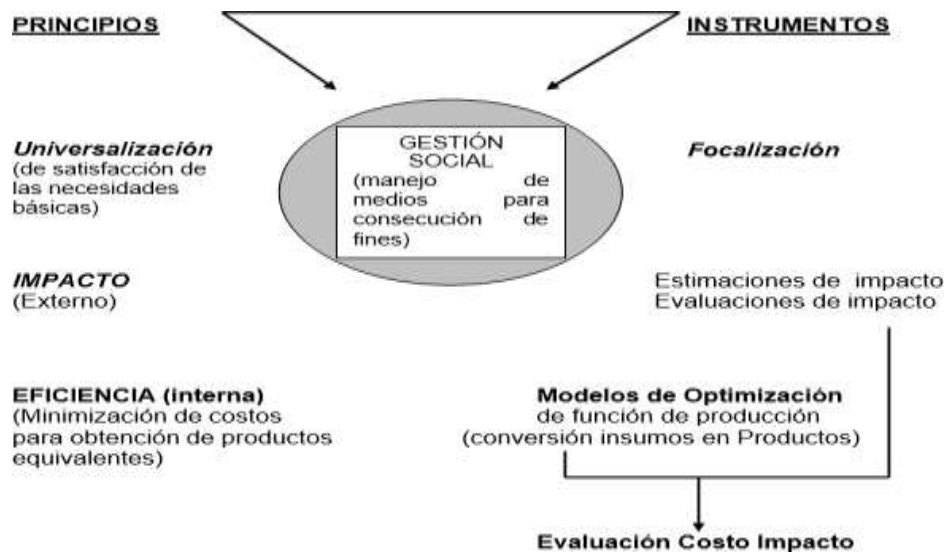 PRINCIPIOS
INSTRUMENTOS
GESTIÓN
SOCIAL
(manejo de
medios para
consecución de
fines)
Universalización
(de satisfacción de
las necesidades
básicas)
Focalización
IMPACTO
(Externo)
Estimaciones de impacto
Evaluaciones de impacto
EFICIENCIA (interna)
(Minimización de costos
para obtención de productos
equivalentes)
Modelos de Optimización
de función de producción
(conversión insumos en Productos)
Evaluación Costo Impacto